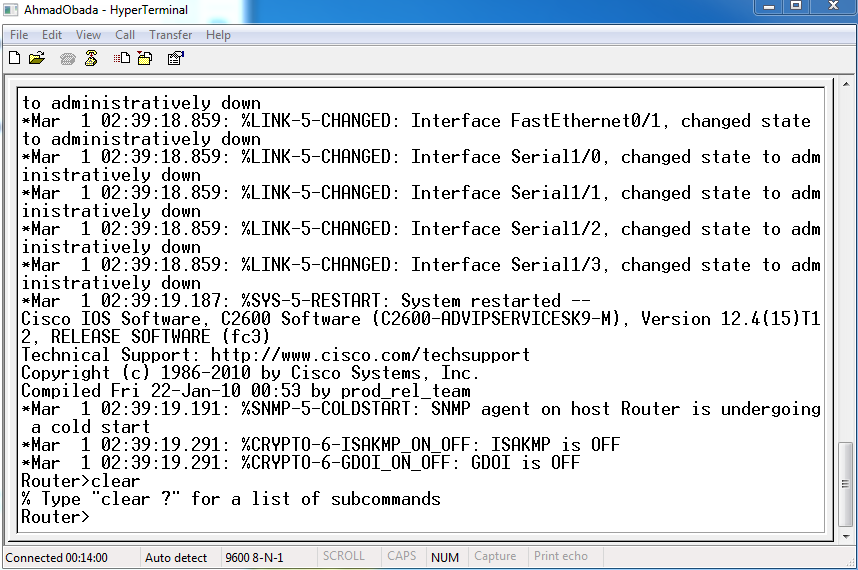 AhmadObada - HyperTerminal
File Edit View Call Transfer Help
to administratively down
*Mar  1 02:39:18.859: %LINK-5-CHANGED: Interface FastEthernet0/1, changed state
to administratively down
*Mar  1 02:39:18.859: %LINK-5-CHANGED: Interface Serial1/0, changed state to adm
inistratively down
*Mar  1 02:39:18.859: %LINK-5-CHANGED: Interface Serial1/1, changed state to adm
inistratively down
*Mar  1 02:39:18.859: %LINK-5-CHANGED: Interface Serial1/2, changed state to adm
inistratively down
*Mar  1 02:39:18.859: %LINK-5-CHANGED: Interface Serial1/3, changed state to adm
inistratively down
*Mar  1 02:39:19.187: %SYS-5-RESTART: System restarted --
Cisco IOS Software, C2600 Software (C2600-ADVIPSERVICESK9-M), Version 12.4(15)T1
2, RELEASE SOFTWARE (fc3)
Technical Support: http://www.cisco.com/techsupport
Copyright (c) 1986-2010 by Cisco Systems, Inc.
Compiled Fri 22-Jan-10 00:53 by prod_rel_team
*Mar  1 02:39:19.191: %SNMP-5-COLDSTART: SNMP agent on host Router is undergoing
 a cold start
*Mar  1 02:39:19.291: %CRYPTO-6-ISAKMP_ON_OFF: ISAKMP is OFF
*Mar  1 02:39:19.291: %CRYPTO-6-GDOI_ON_OFF: GDOI is OFF
Router>clear
% Type "clear ?" for a list of subcommands
Router>
Connected 00:14:00 Auto detect 9600 8-N-1 SCROLL CAPS NUM Capture Print echo